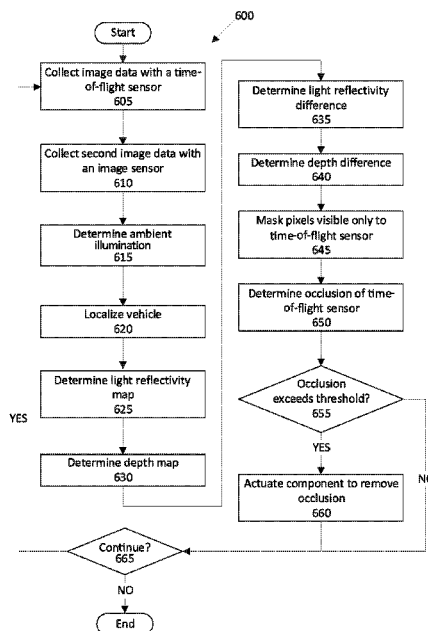 600
Start
Collect image data with a time-
of-flight sensor
605
Collect second image data with
an image sensor
610
Determine ambient
illumination
615
Localize vehicle
620
Determine light reflectivity
map
625
YES
Determine depth map
630
Determine light reflectivity
difference
635
Determine depth difference
640
Mask pixels visible only to
time-of-flight sensor
645
Determine occlusion of time-
of-flight sensor
650
Occlusion
exceeds threshold?
655
YES
Actuate component to remove
occlusion
660
Continue?
665
NO
End